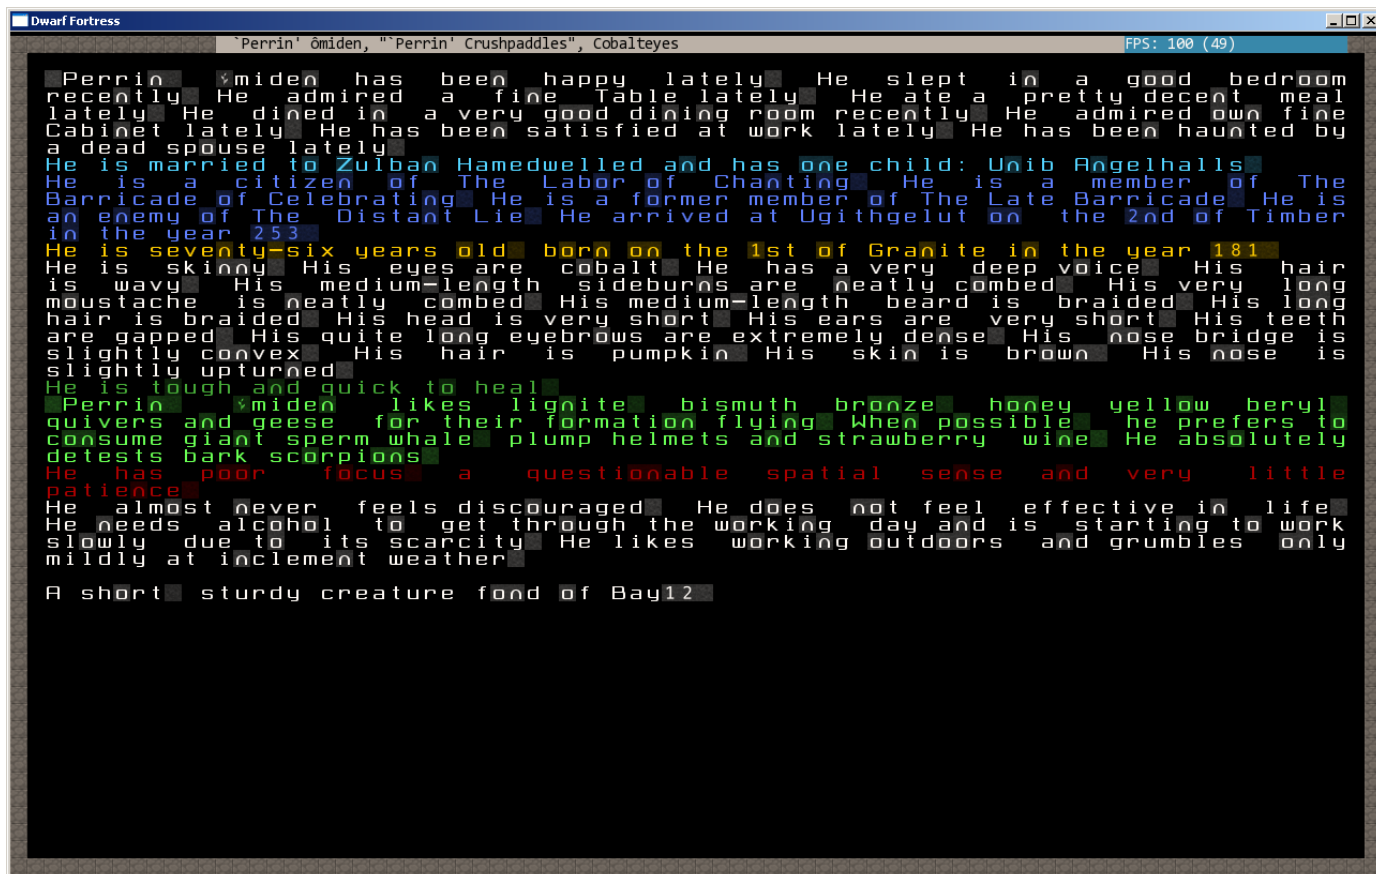 Dwarf Fortress
`Perrin' ômiden, "`Perrin' Crushpaddles", Cobalteyes
FPS: 100 (49)
Perrin miden has been happy lately He slept in a good bedroom
recently He admired a fine Table lately He ate a pretty decent meal
lately He dined in a very good dining room recently He admired own fine
Cabinet lately He has been satisfied at work lately He has been haunted by
a dead spouse lately
He is married to Zulban Hamedwelled and has one child: Unib Angelhalls
He is a citizen of The Labor of Chanting He is a member of The
Barricade of Celebrating He is a former member of The Late Barricade He is
an enemy of The Distant Lie He arrived at Ugithgelut on the 2nd of Timber
in the year 253
He is seventy-six years old born on the 1st of Granite in the year 181
He is skinny His eyes are cobalt He has a very deep voice His hair
is wavy His medium-length sideburns are neatly combed His very long
moustache is neatly combed His medium-length beard is braided His long
hair is braided His head is very short His ears are very short His teeth
are gapped His quite long eyebrows are extremely dense His nose bridge is
slightly convex His hair is pumpkin His skin is brown His nose is
slightly upturned
He is tough and quick to heal
Perrin miden likes lignite bismuth bronze honey yellow beryl
quivers and geese for their formation flying When possible he prefers to
consume giant sperm whale plump helmets and strawberry wine He absolutely
detests bark scorpions
He has poor focus a questionable spatial sense and very little
patience
He almost never feels discouraged He does not feel effective in life
He needs alcohol to get through the working day and is starting to work
slowly due to its scarcity He likes working outdoors and grumbles only
mildly at inclement weather
A short sturdy creature fond of Bay12